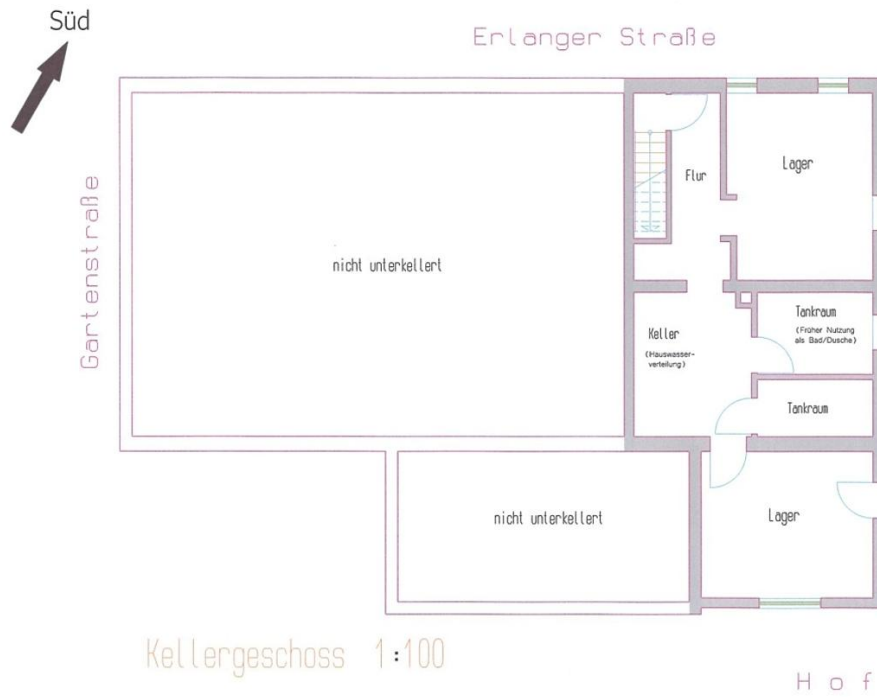 Süd
Erlanger Straße
Gartenstraße
Lager
Flur
nicht unterkellert
Tankraum
(Früher Nutzung
als Bad/Dusche)
Keller
(Hauswasser-
verteilung)
Tankraum
nicht unterkellert
Lager
Kellergeschoss 1:100
Hof